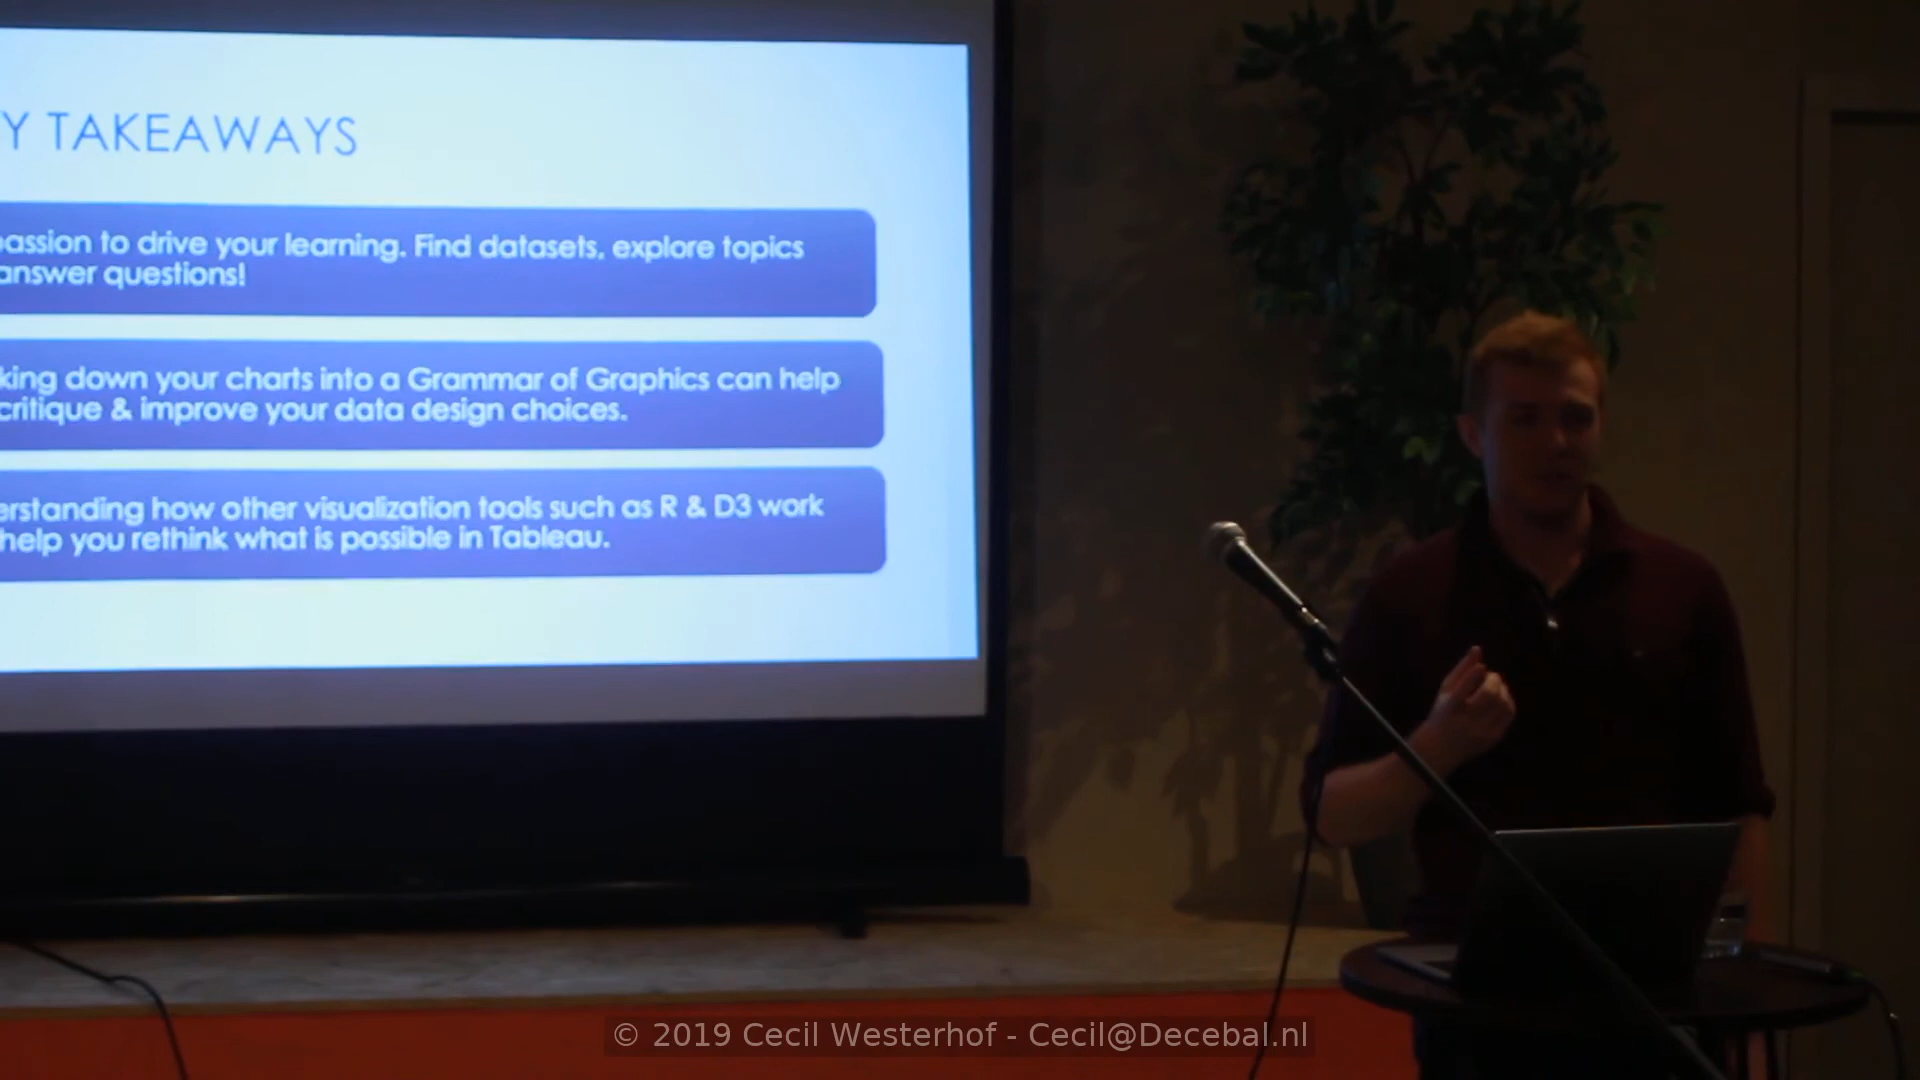 Y TAKEAWAYS
passion to drive your learning. Find datasets, explore topics
answer questions!
king down your charts into a Grammar of Graphics can help
critique & improve your data design choices.
erstanding how other visualization tools such as R & D3 work
help you rethink what is possible in Tableau.
© 2019 Cecil Westerhof - Cecil@Decebal.nl